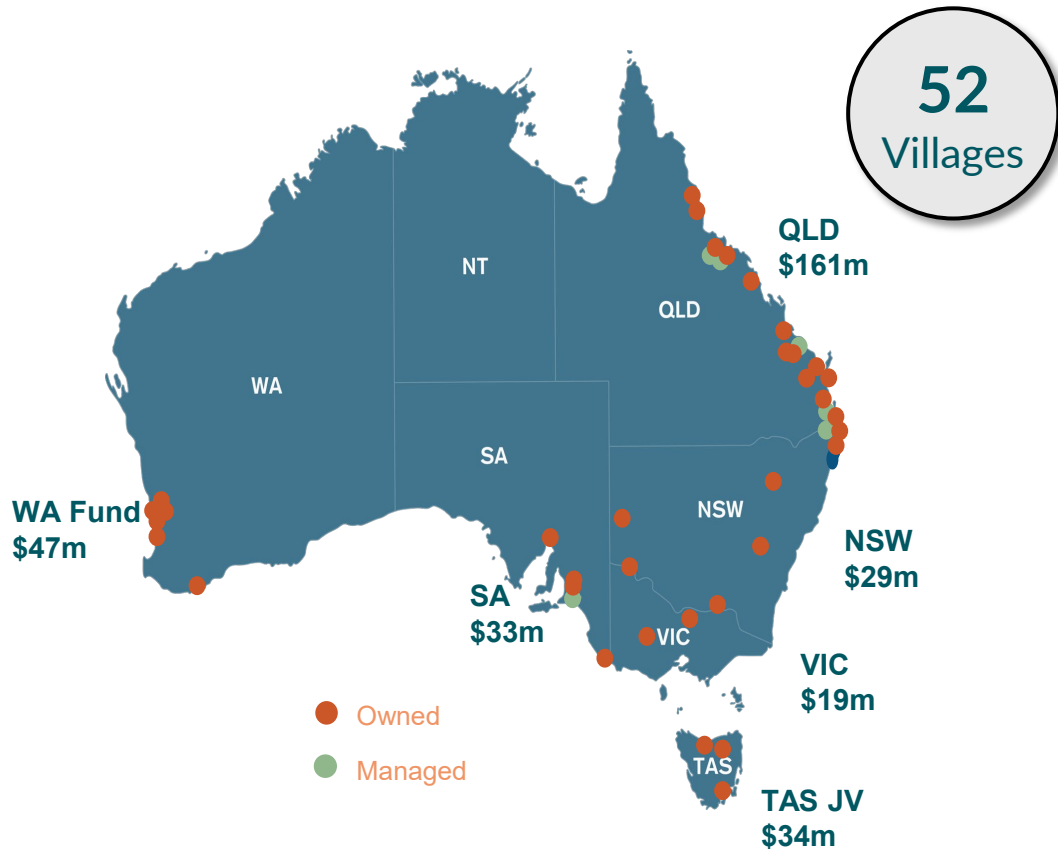 52
Villages
QLD
$161m
NT
QLD
WA
SA
NSW
WA Fund
$47m
NSW
$29m
SA
$33m
VIC
VIC
$19m
Owned
Managed
TAS
TAS JV
$34m